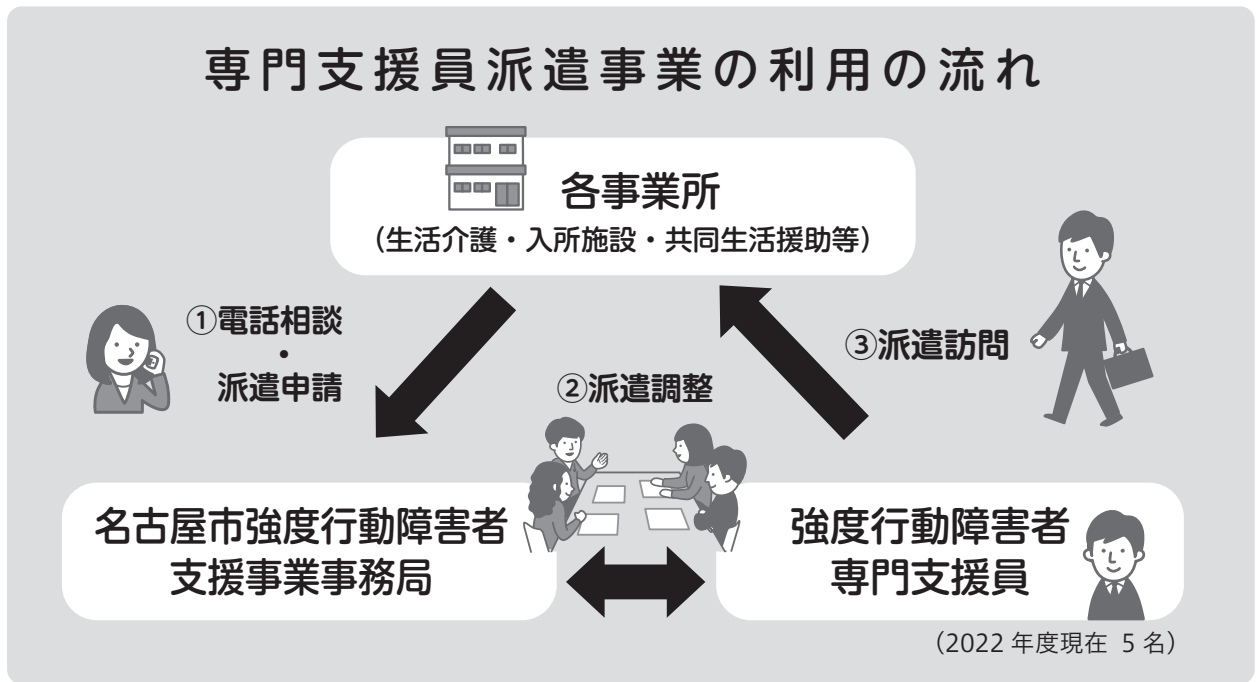 専門支援員派遣事業の利用の流れ
各事業所
（生活介護・入所施設・共同生活援助等）
①電話相談
・
派遣申請
②派遣調整
③派遣訪問
名古屋市強度行動障害者
支援事業事務局
強度行動障害者
専門支援員
（2022 年度現在 5 名）